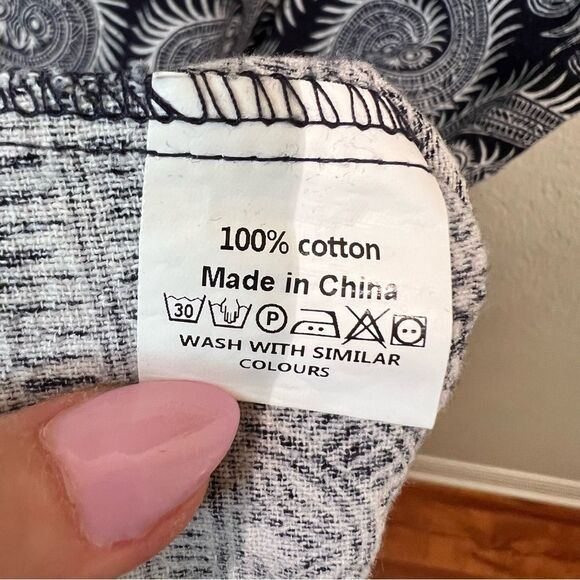 100% cotton
Made in China
30 P
WASH WITH SIMILAR
COLOURS